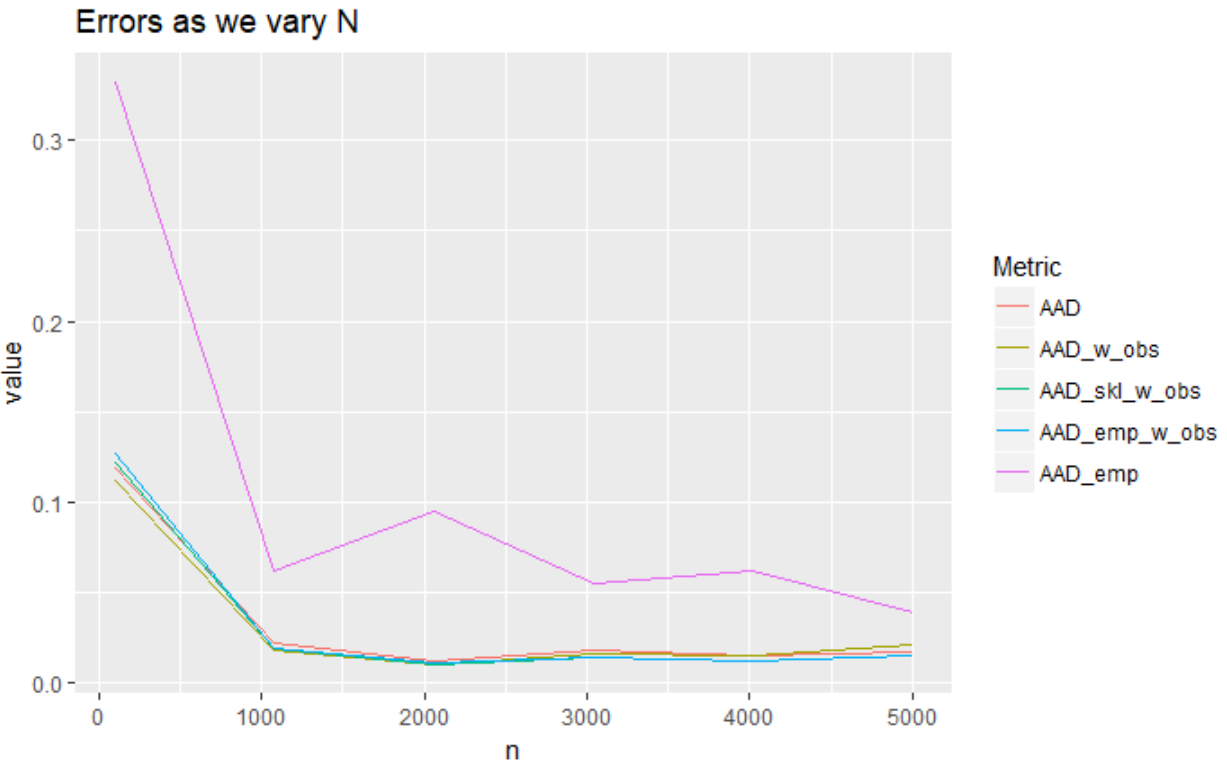 Errors as we vary N
value
0.3
0.2
0.1
0.0
0
1000
2000
3000
4000
5000
n
Metric
AAD
AAD_w_obs
AAD_skl_w_obs
AAD_emp_w_obs
AAD_emp